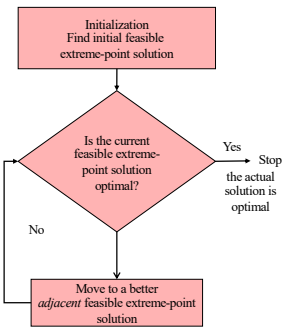 Initialization
Find initial feasible
extreme-point solution
Is the current
feasible extreme-
point solution
optimal?
Yes
Stop
the actual
solution is
optimal
No
Move to a better
adjacent feasible extreme-point
solution